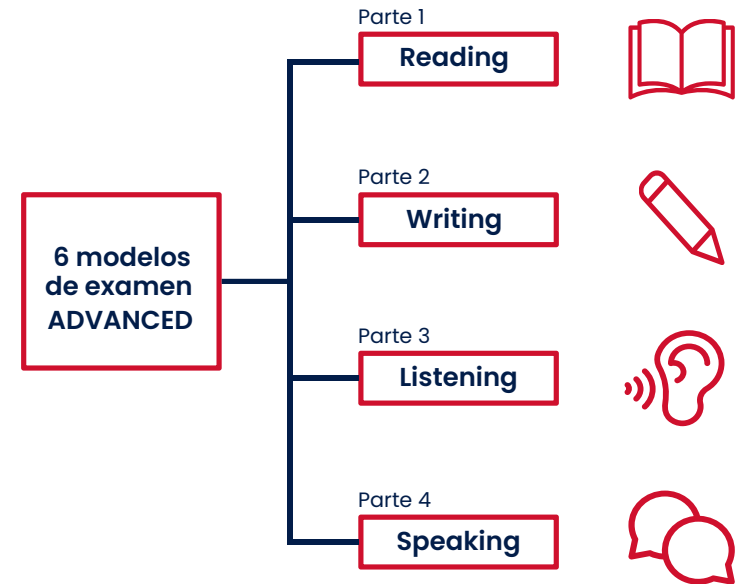 6 modelos
de examen
ADVANCED
Parte 1
Reading
Parte 2
Writing
Parte 3
Listening
Parte 4
Speaking